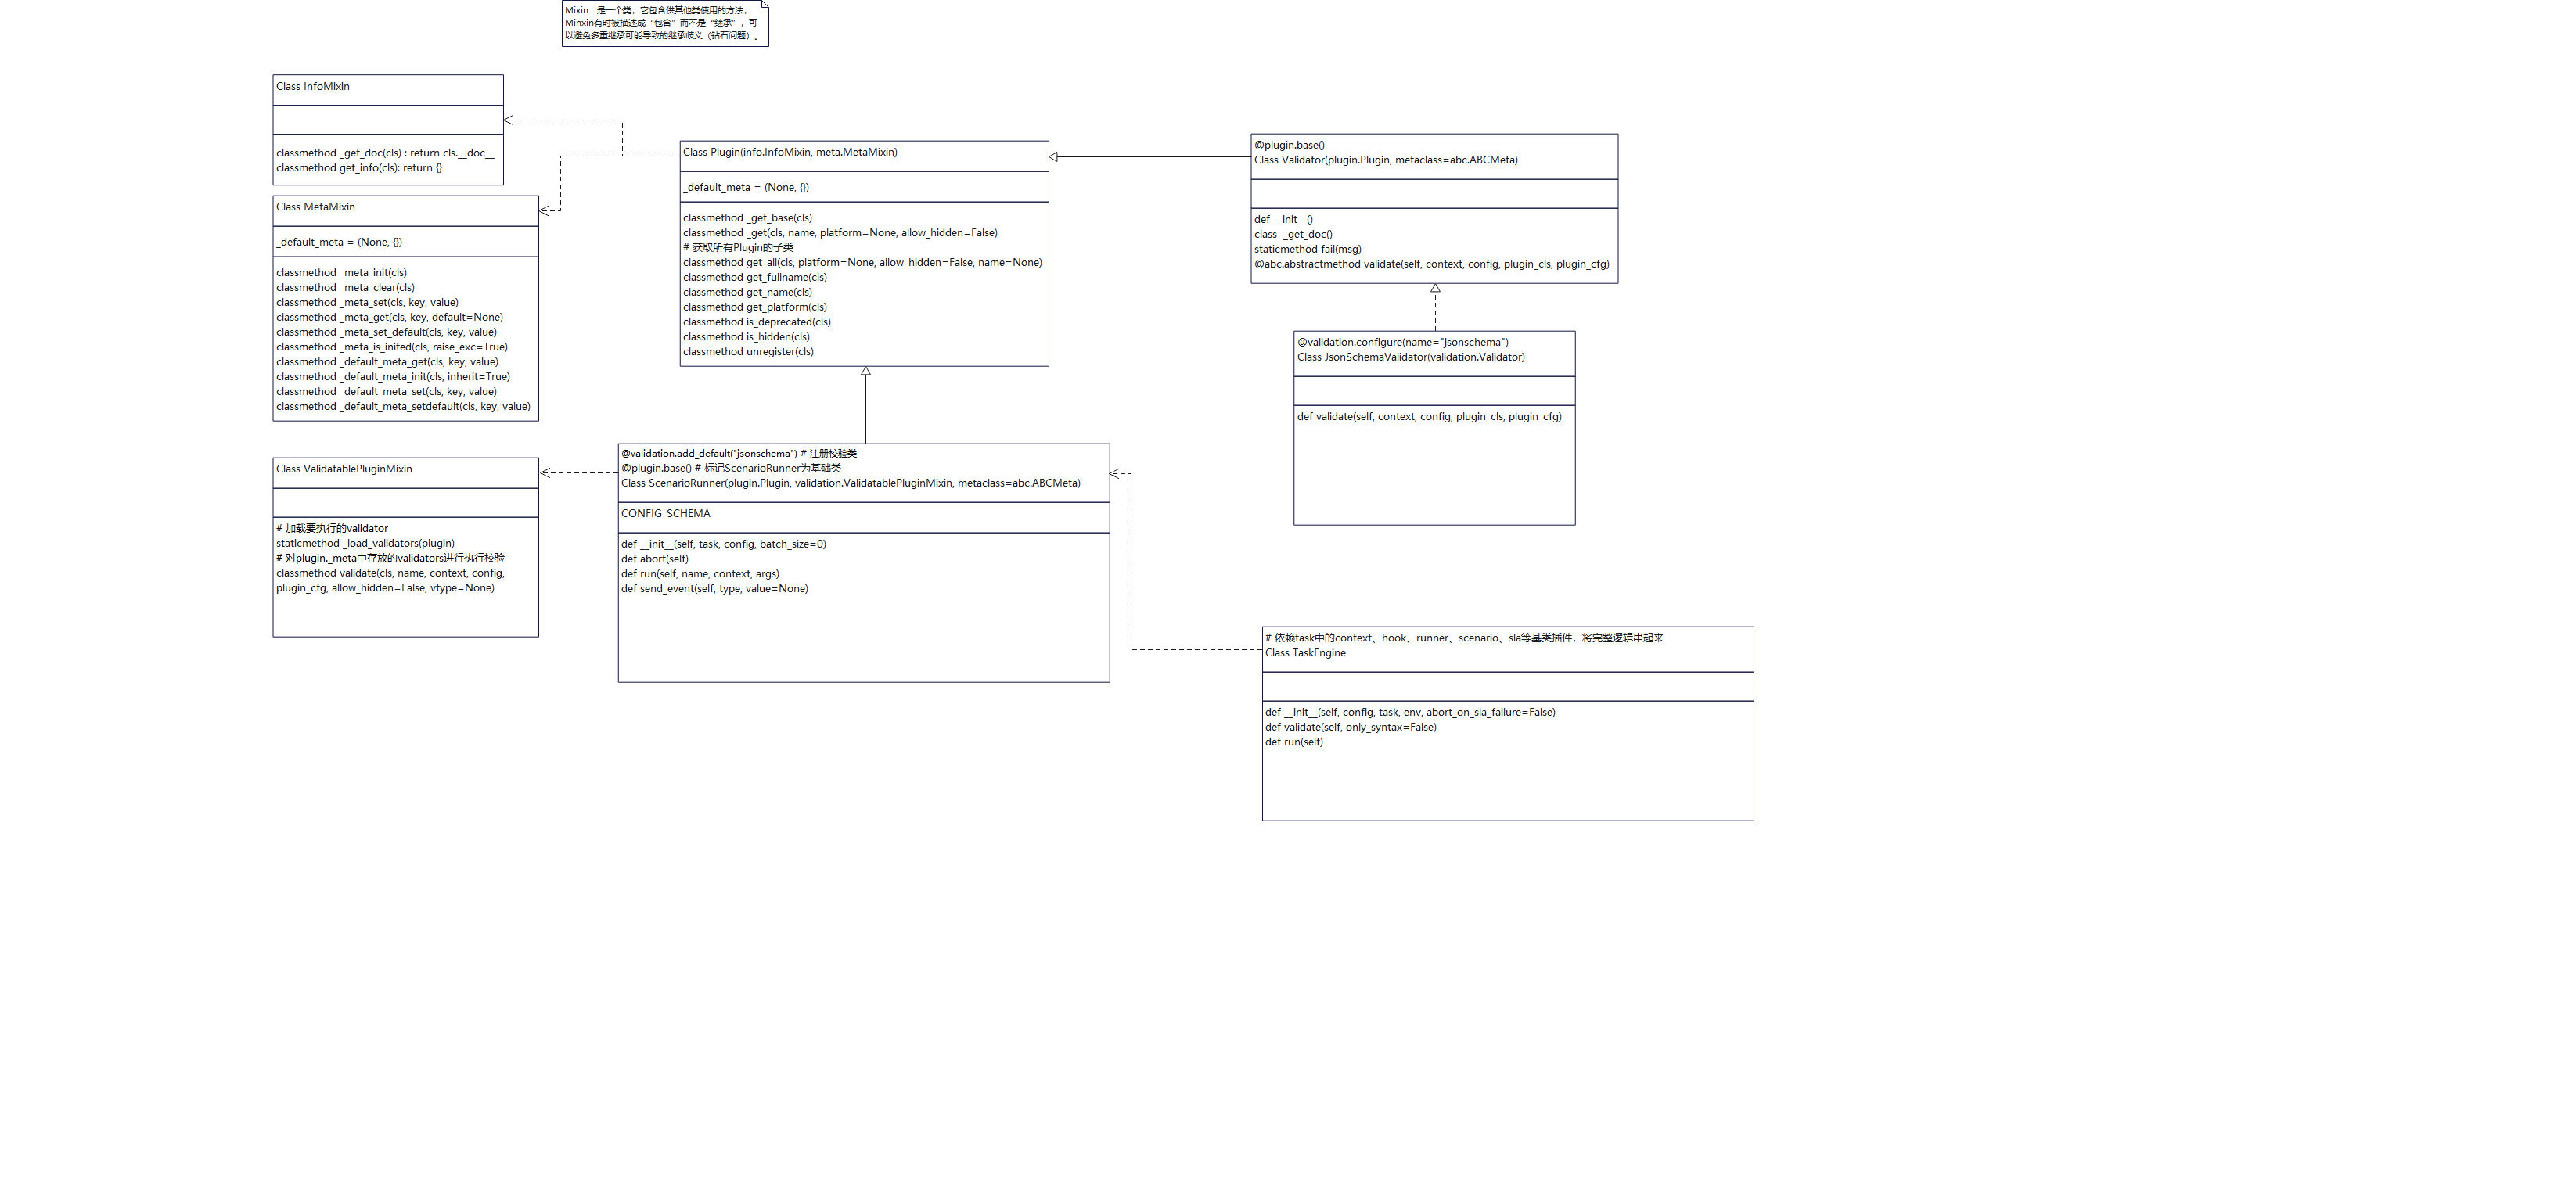 Mixin：是一个类，它包含供其他类使用的方法，
Minxin有时被描述成“包含”而不是“继承”，可
以避免多重继承可能导致的继承歧义（钻石问题）。
Class InfoMixin
classmethod _get_doc(cls) : return cls.__doc__
classmethod get_info(cls): return {}
Class MetaMixin
_default_meta = (None, {})
classmethod _meta_init(cls)
classmethod _meta_clear(cls)
classmethod _meta_set(cls, key, value)
classmethod _meta_get(cls, key, default=None)
classmethod _meta_set_default(cls, key, value)
classmethod _meta_is_inited(cls, raise_exc=True)
classmethod _default_meta_get(cls, key, value)
classmethod _default_meta_init(cls, inherit=True)
classmethod _default_meta_set(cls, key, value)
classmethod _default_meta_setdefault(cls, key, value)
Class Plugin(info.InfoMixin, meta.MetaMixin)
_default_meta = (None, {})
classmethod _get_base(cls)
classmethod _get(cls, name, platform=None, allow_hidden=False)
# 获取所有Plugin的子类
classmethod get_all(cls, platform=None, allow_hidden=False, name=None)
classmethod get_fullname(cls)
classmethod get_name(cls)
classmethod get_platform(cls)
classmethod is_deprecated(cls)
classmethod is_hidden(cls)
classmethod unregister(cls)
@plugin.base()
Class Validator(plugin.Plugin, metaclass=abc.ABCMeta)
def __init__()
class  _get_doc()
staticmethod fail(msg)
@abc.abstractmethod validate(self, context, config, plugin_cls, plugin_cfg)
@validation.configure(name="jsonschema")
Class JsonSchemaValidator(validation.Validator)
def validate(self, context, config, plugin_cls, plugin_cfg)
Class ValidatablePluginMixin
# 加载要执行的validator
staticmethod _load_validators(plugin)
# 对plugin._meta中存放的validators进行执行校验
classmethod validate(cls, name, context, config,
plugin_cfg, allow_hidden=False, vtype=None)
@validation.add_default("jsonschema") # 注册校验类
@plugin.base() # 标记ScenarioRunner为基础类
Class ScenarioRunner(plugin.Plugin, validation.ValidatablePluginMixin, metaclass=abc.ABCMeta)
CONFIG_SCHEMA
def __init__(self, task, config, batch_size=0)
def abort(self)
def run(self, name, context, args)
def send_event(self, type, value=None)
# 依赖task中的context、hook、runner、scenario、sla等基类插件，将完整逻辑串起来
Class TaskEngine
def __init__(self, config, task, env, abort_on_sla_failure=False)
def validate(self, only_syntax=False)
def run(self)